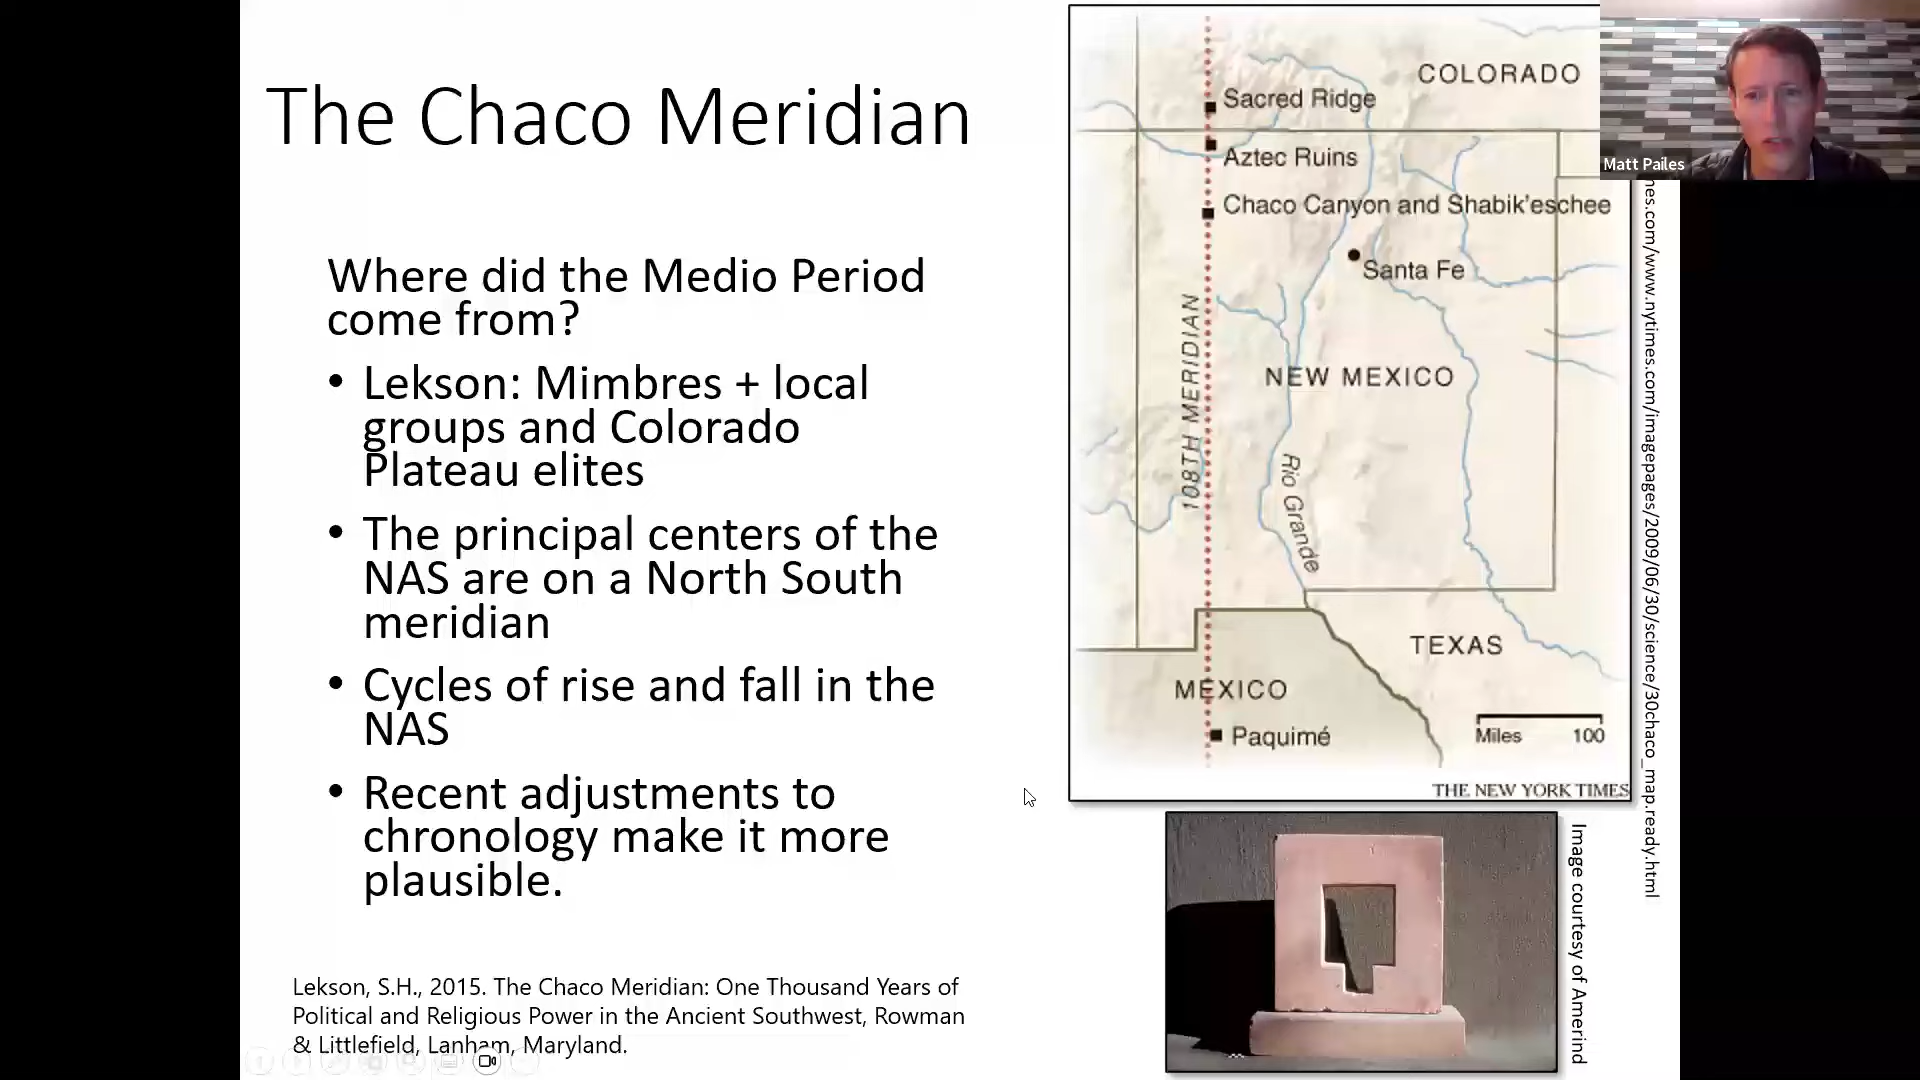 The Chaco Meridian
Where did the Medio Period
come from?
• Lekson: Mimbres + local
groups and Colorado
Plateau elites
• The principal centers of the
NAS are on a North South
meridian
• Cycles of rise and fall in the
NAS
• Recent adjustments to
chronology make it more
plausible.
Lekson, S.H., 2015. The Chaco Meridian: One Thousand Years of
Political and Religious Power in the Ancient Southwest, Rowman
& Littlefield, Lanham, Maryland.
COLORADO
Sacred Ridge
Aztec Ruins
Chaco Canyon and Shabik'eschee
Santa Fe
108TH MERIDIAN
NEW MEXICO
Rio Grande
TEXAS
MEXICO
Paquimé
Miles 100
THE NEW YORK TIMES
Matt Pailes
mes.com/www.nytimes.com/imagepages/2009/06/30/science/30chaco_map.ready.html
Image courtesy of Amerind